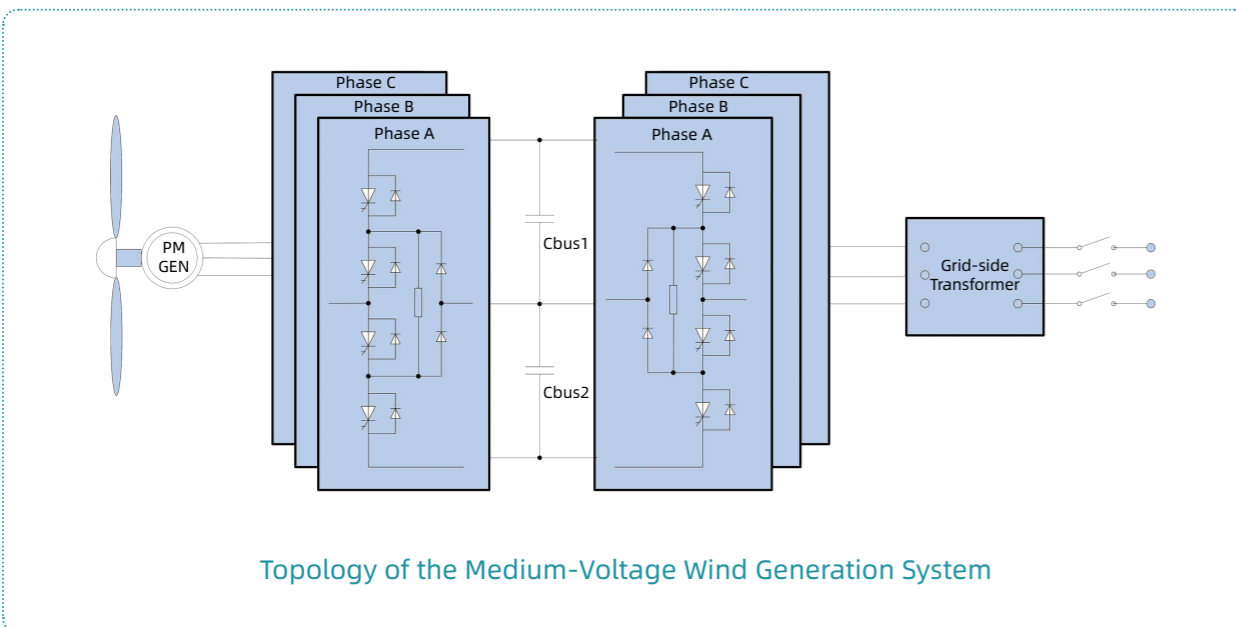 Phase C
Phase B
Phase A
Phase C
Phase B
Phase A
PM
GEN
Cbus1
Cbus2
Grid-side
Transformer
Topology of the Medium-Voltage Wind Generation System